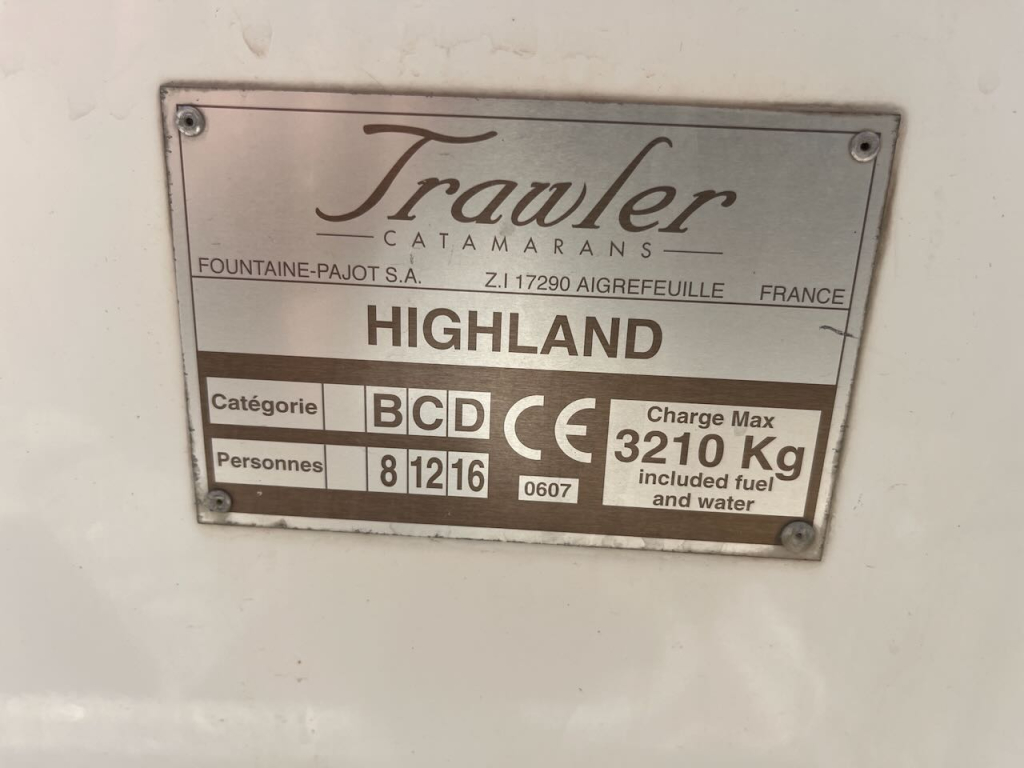 Trawler
CATAMARANS
FOUNTAINE-PAJOT S.A. Z.I 17290 AIGREFEUILLE FRANCE
HIGHLAND
Catégorie B C D
Personnes 8 12 16
CE
0607
Charge Max
3210 Kg
included fuel
and water